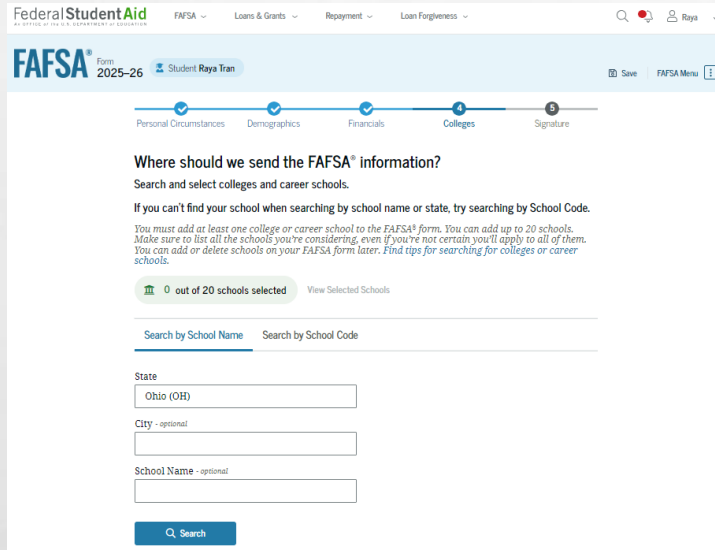 Federal Student Aid
FAFSA
Loans & Grants
Repayment
Loan Forgiveness
Raya
An OFFICE of the U.S. DEPARTMENT of EDUCATION
FAFSA®
Form
2025–26
Student Raya Tran
Save
FAFSA Menu
Personal Circumstances
Demographics
Financials
4
Colleges
5
Signature
Where should we send the FAFSA® information?
Search and select colleges and career schools.
If you can't find your school when searching by school name or state, try searching by School Code.
You must add at least one college or career school to the FAFSA® form. You can add up to 20 schools.
Make sure to list all the schools you're considering, even if you're not certain you'll apply to all of them.
You can add or delete schools on your FAFSA form later. Find tips for searching for colleges or career
schools.
0 out of 20 schools selected
View Selected Schools
Search by School Name
Search by School Code
State
Ohio (OH)
City - optional
School Name - optional
Search